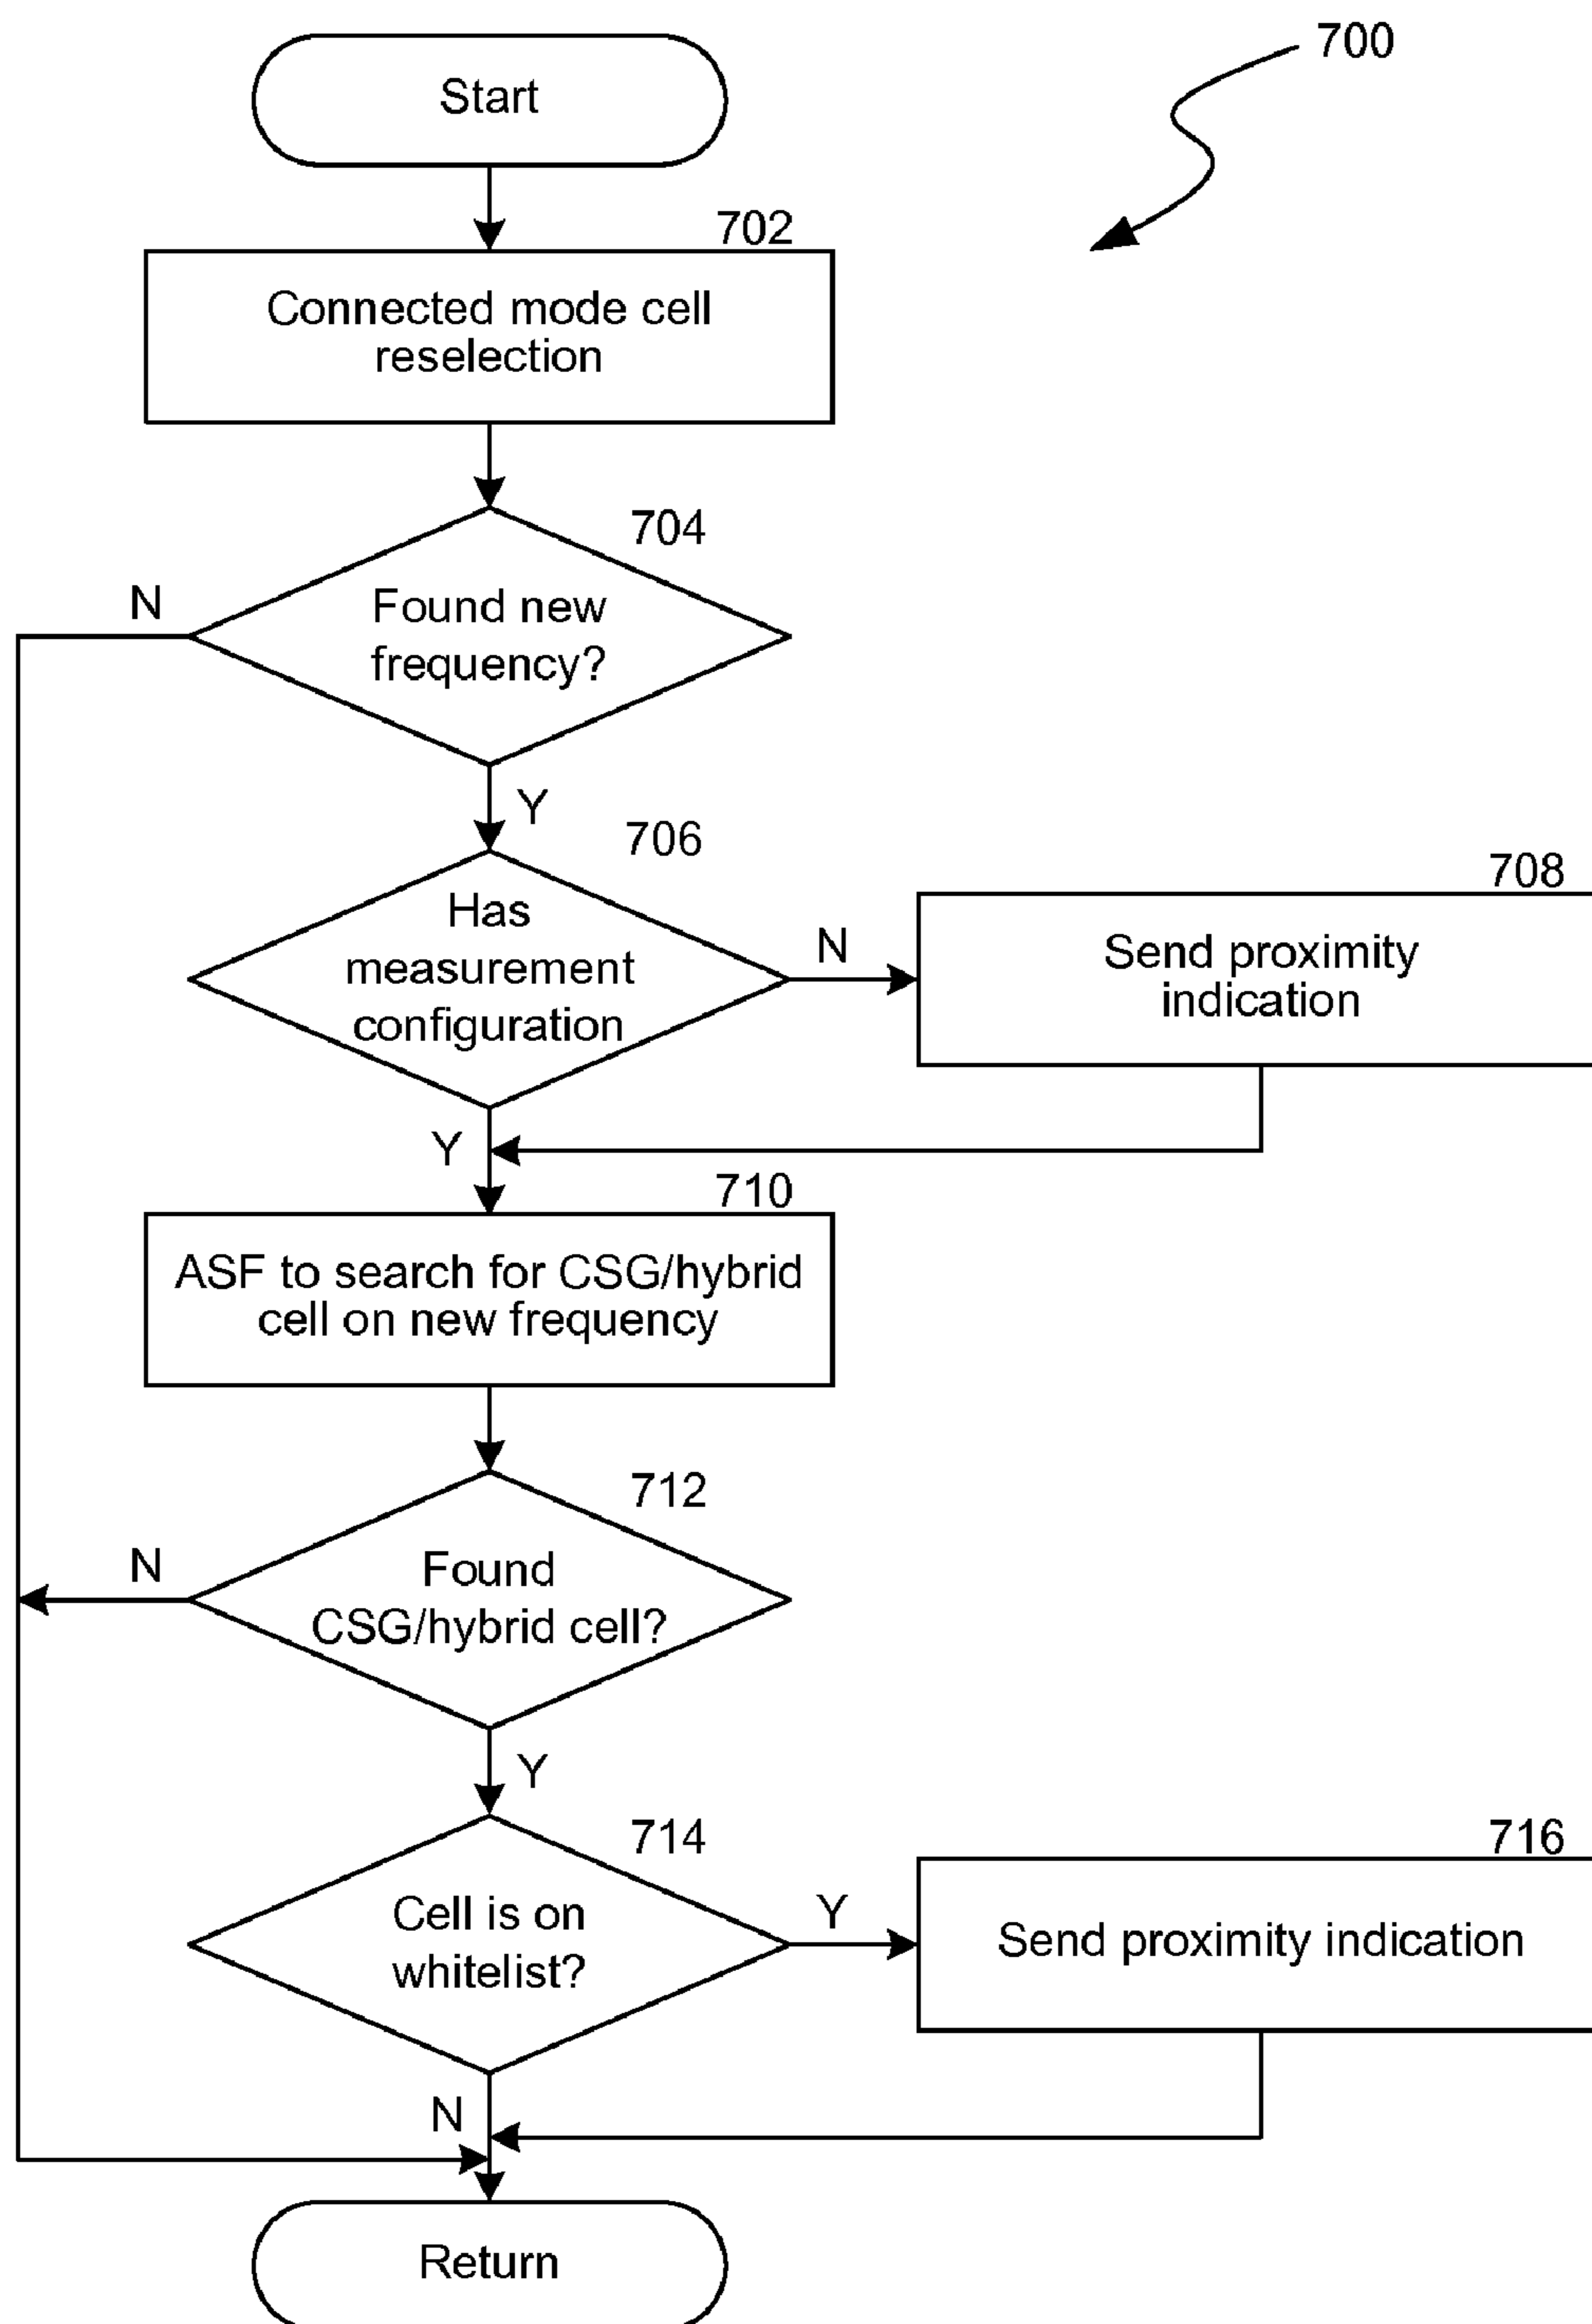 700
Start
702
Connected mode cell
reselection
704
N
Found new
frequency?
Y
706
708
Has
measurement
configuration
N
Send proximity
indication
Y
710
ASF to search for CSG/hybrid
cell on new frequency
712
N
Found
CSG/hybrid cell?
Y
714
716
Cell is on
whitelist?
Y
Send proximity indication
N
Return